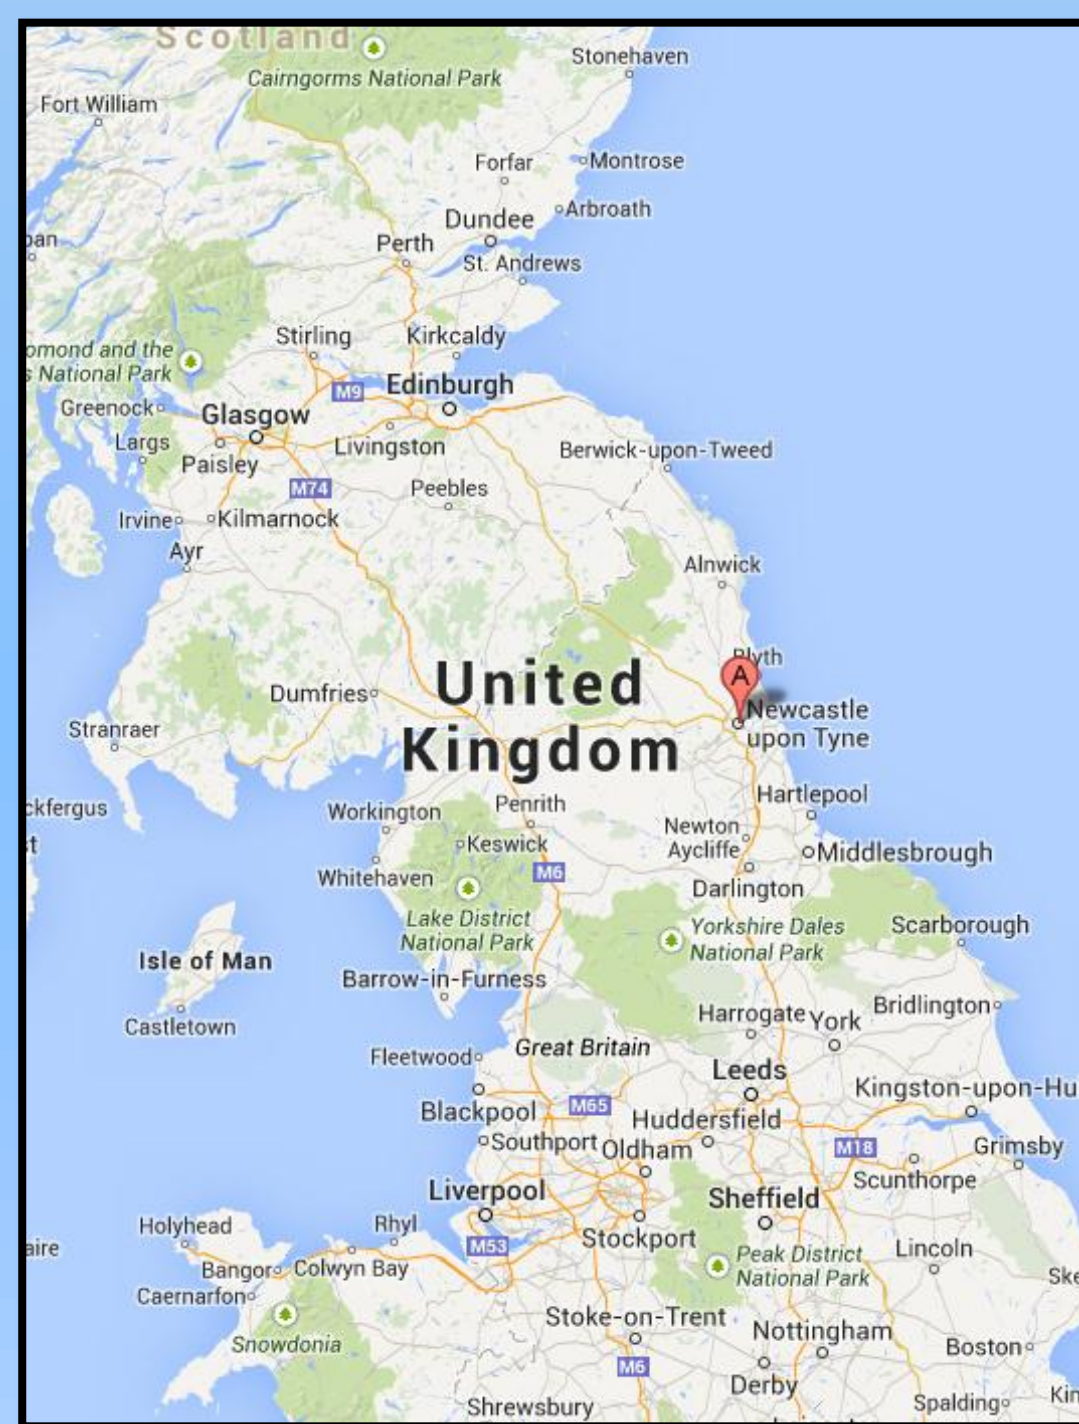 Scotland
Cairngorms National Park
Stonehaven
Fort William
Forfar
Montrose
Dundee
Arbroath
Perth
St. Andrews
Stirling
Kirkcaldy
omond and the
s National Park
M9
Edinburgh
Greenock
Glasgow
Largs
Livingston
Berwick-upon-Tweed
Paisley
M74
Peebles
Irvine
Kilmarnock
Ayr
Alnwick
Blyth
A
United
Kingdom
Dumfries
Newcastle
upon Tyne
Stranraer
ckfergus
Workington
Penrith
Hartlepool
Newton
Aycliffe
st
Keswick
Middlesbrough
M6
Whitehaven
Darlington
Lake District
National Park
Yorkshire Dales
National Park
Scarborough
Isle of Man
Barrow-in-Furness
Castletown
Harrogate
York
Bridlington
Fleetwood
Great Britain
Leeds
Kingston-upon-Hu
Blackpool
M65
Huddersfield
Southport
Oldham
M18
Grimsby
Scunthorpe
Liverpool
Sheffield
Holyhead
Rhyl
M53
Stockport
aire
Bangor
Colwyn Bay
Peak District
National Park
Lincoln
Ske
Caernarfon
Snowdonia
Stoke-on-Trent
Nottingham
Boston
M6
Derby
Shrewsbury
Spalding
Kin